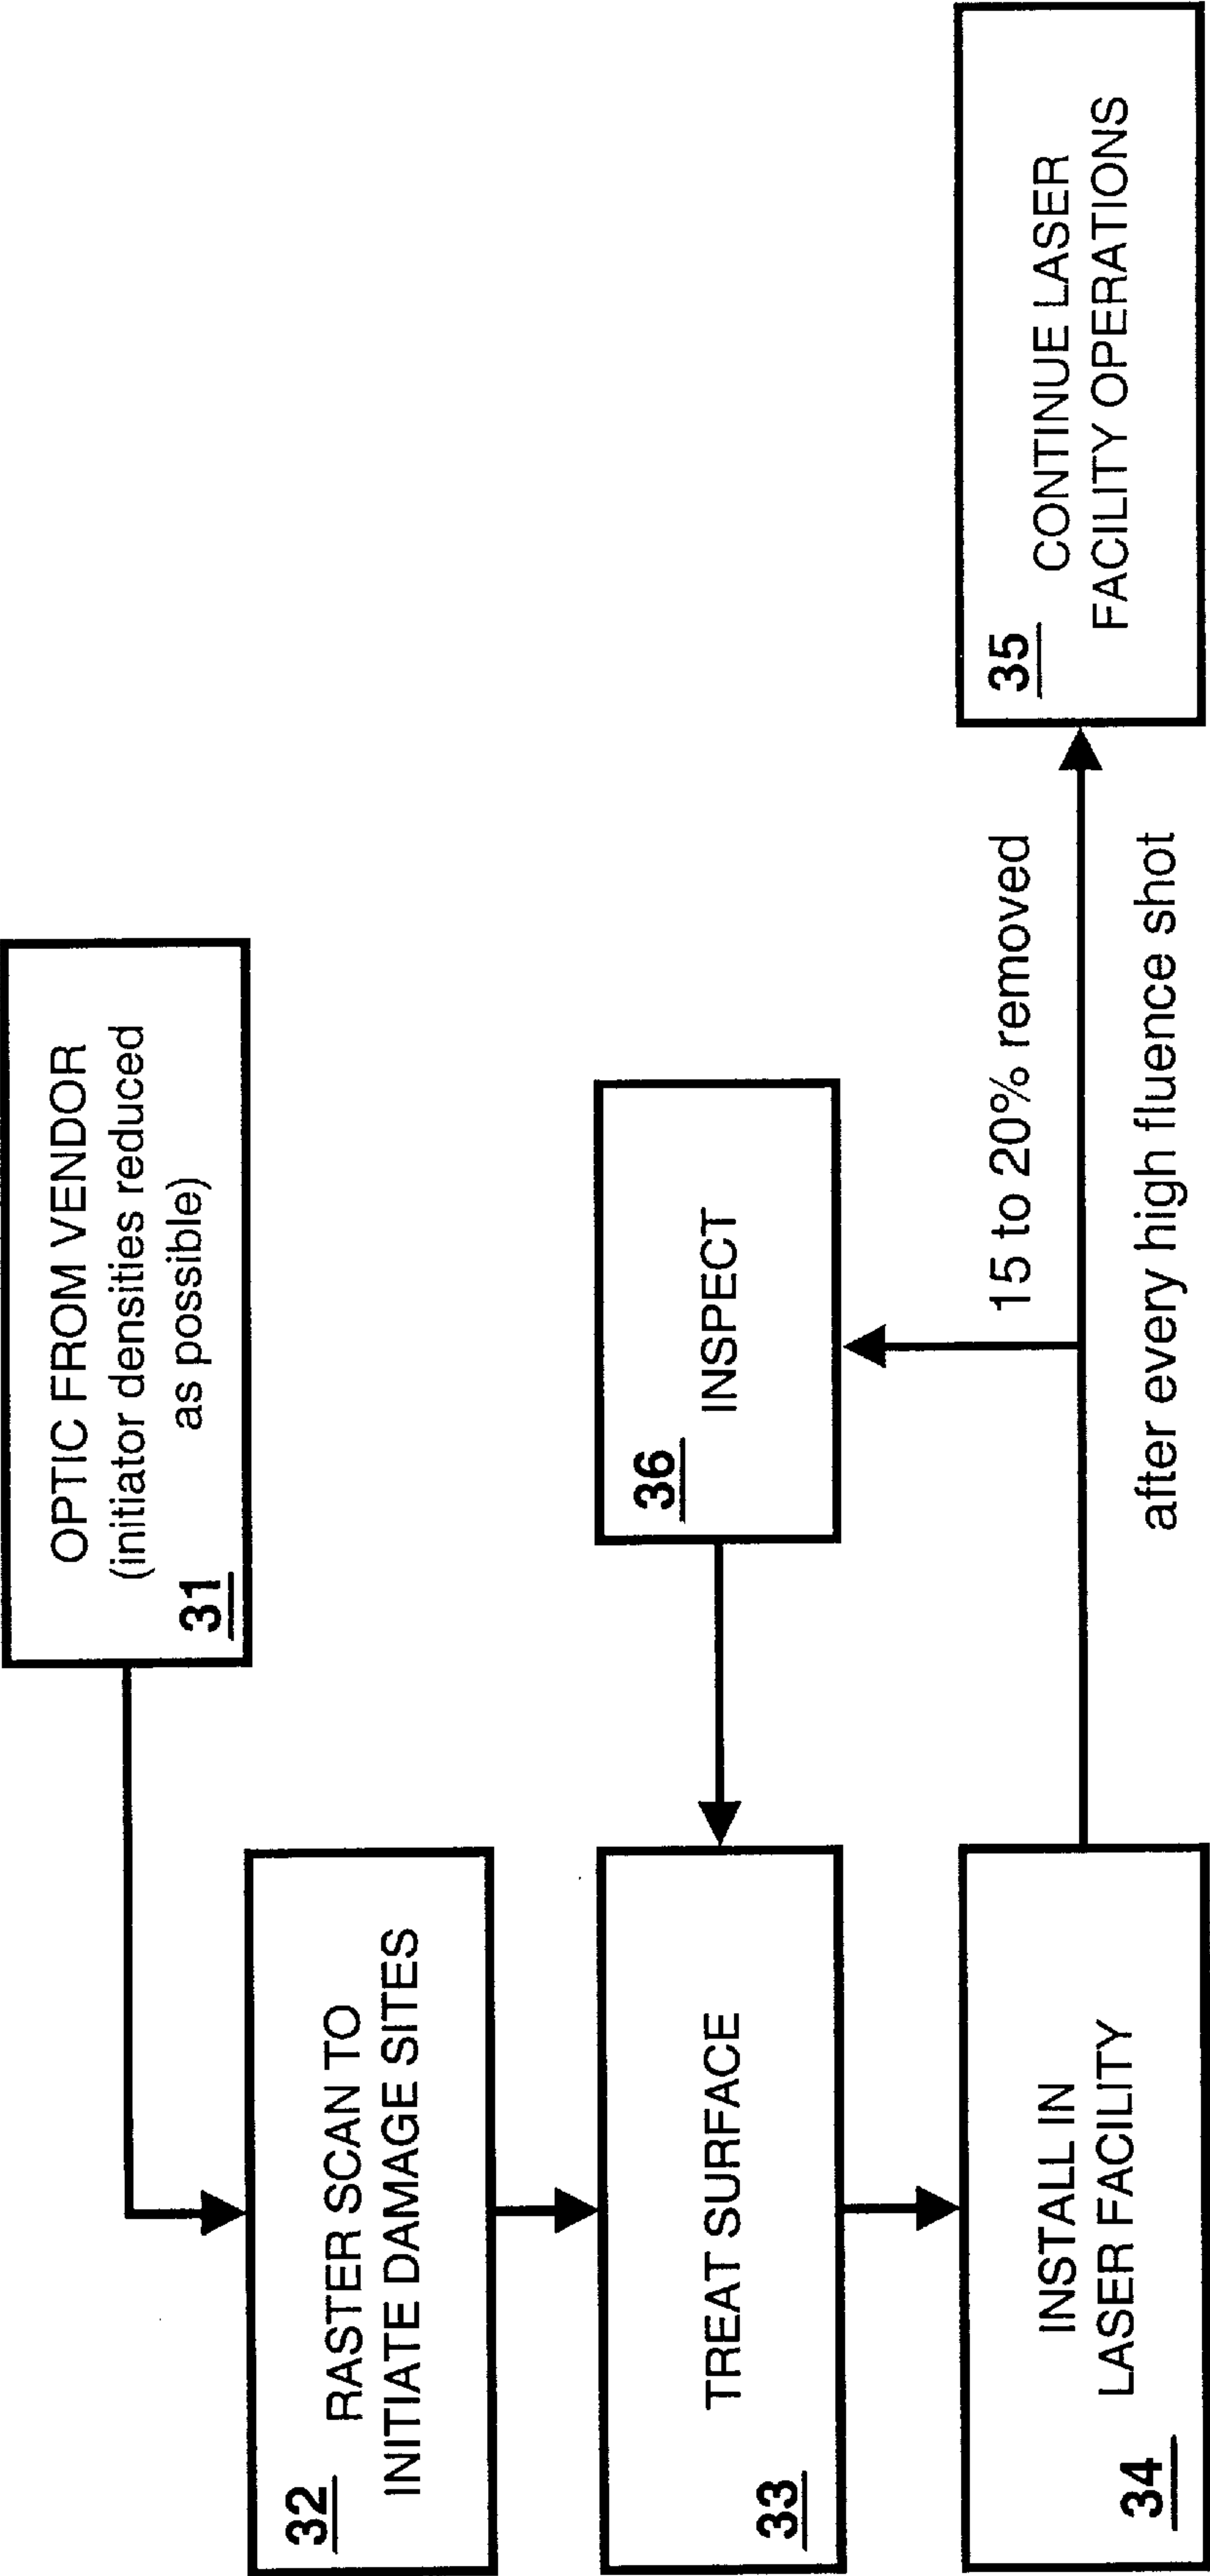 OPTIC FROM VENDOR
(initiator densities reduced
as possible)
31
32
RASTER SCAN TO
INITIATE DAMAGE SITES
36
INSPECT
TREAT SURFACE
33
15 to 20% removed
35
CONTINUE LASER
FACILITY OPERATIONS
INSTALL IN
LASER FACILITY
34
after every high fluence shot